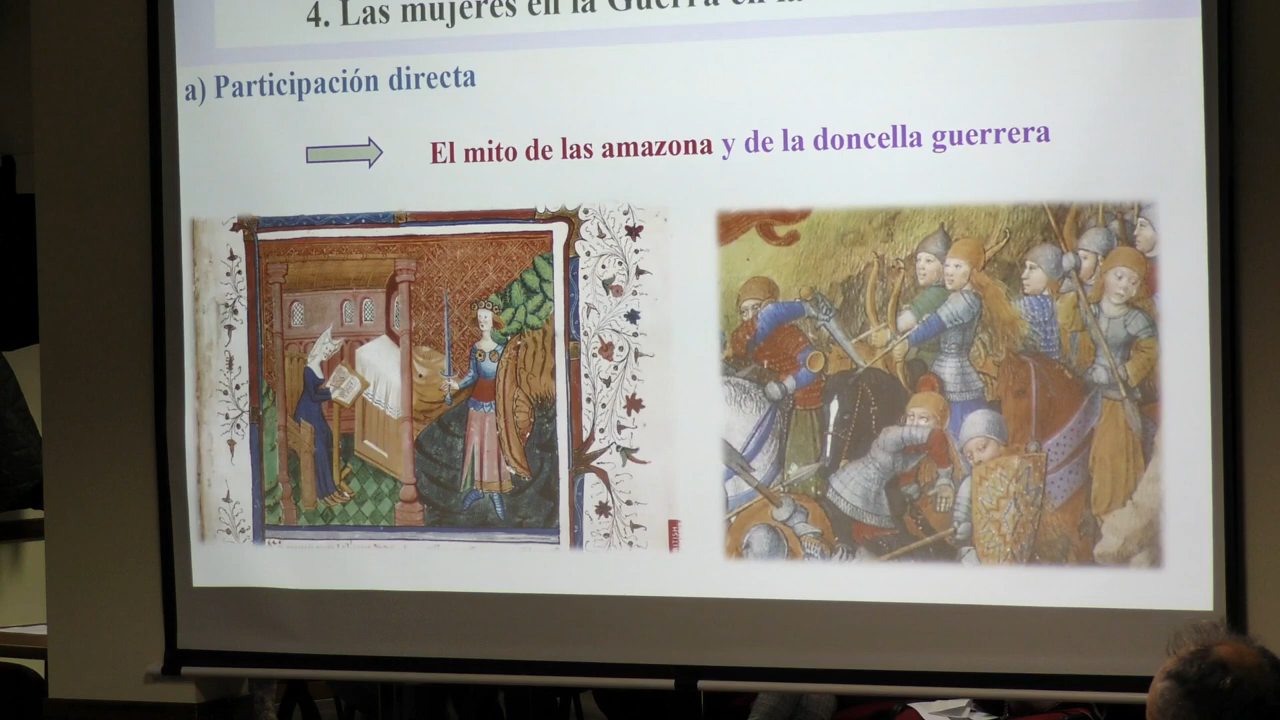 4. Las mujeres en la Guerra en la
a) Participación directa
El mito de las amazona y de la doncella guerrera